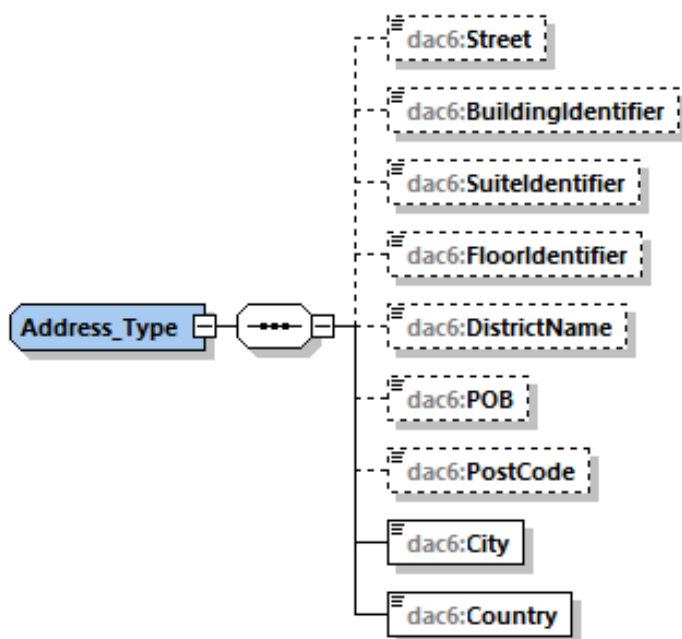 dac6:Street
dac6:BuildingIdentifier
dac6:SuiteIdentifier
dac6:FloorIdentifier
Address_Type
dac6:DistrictName
dac6:POB
dac6:PostCode
dac6:City
dac6:Country